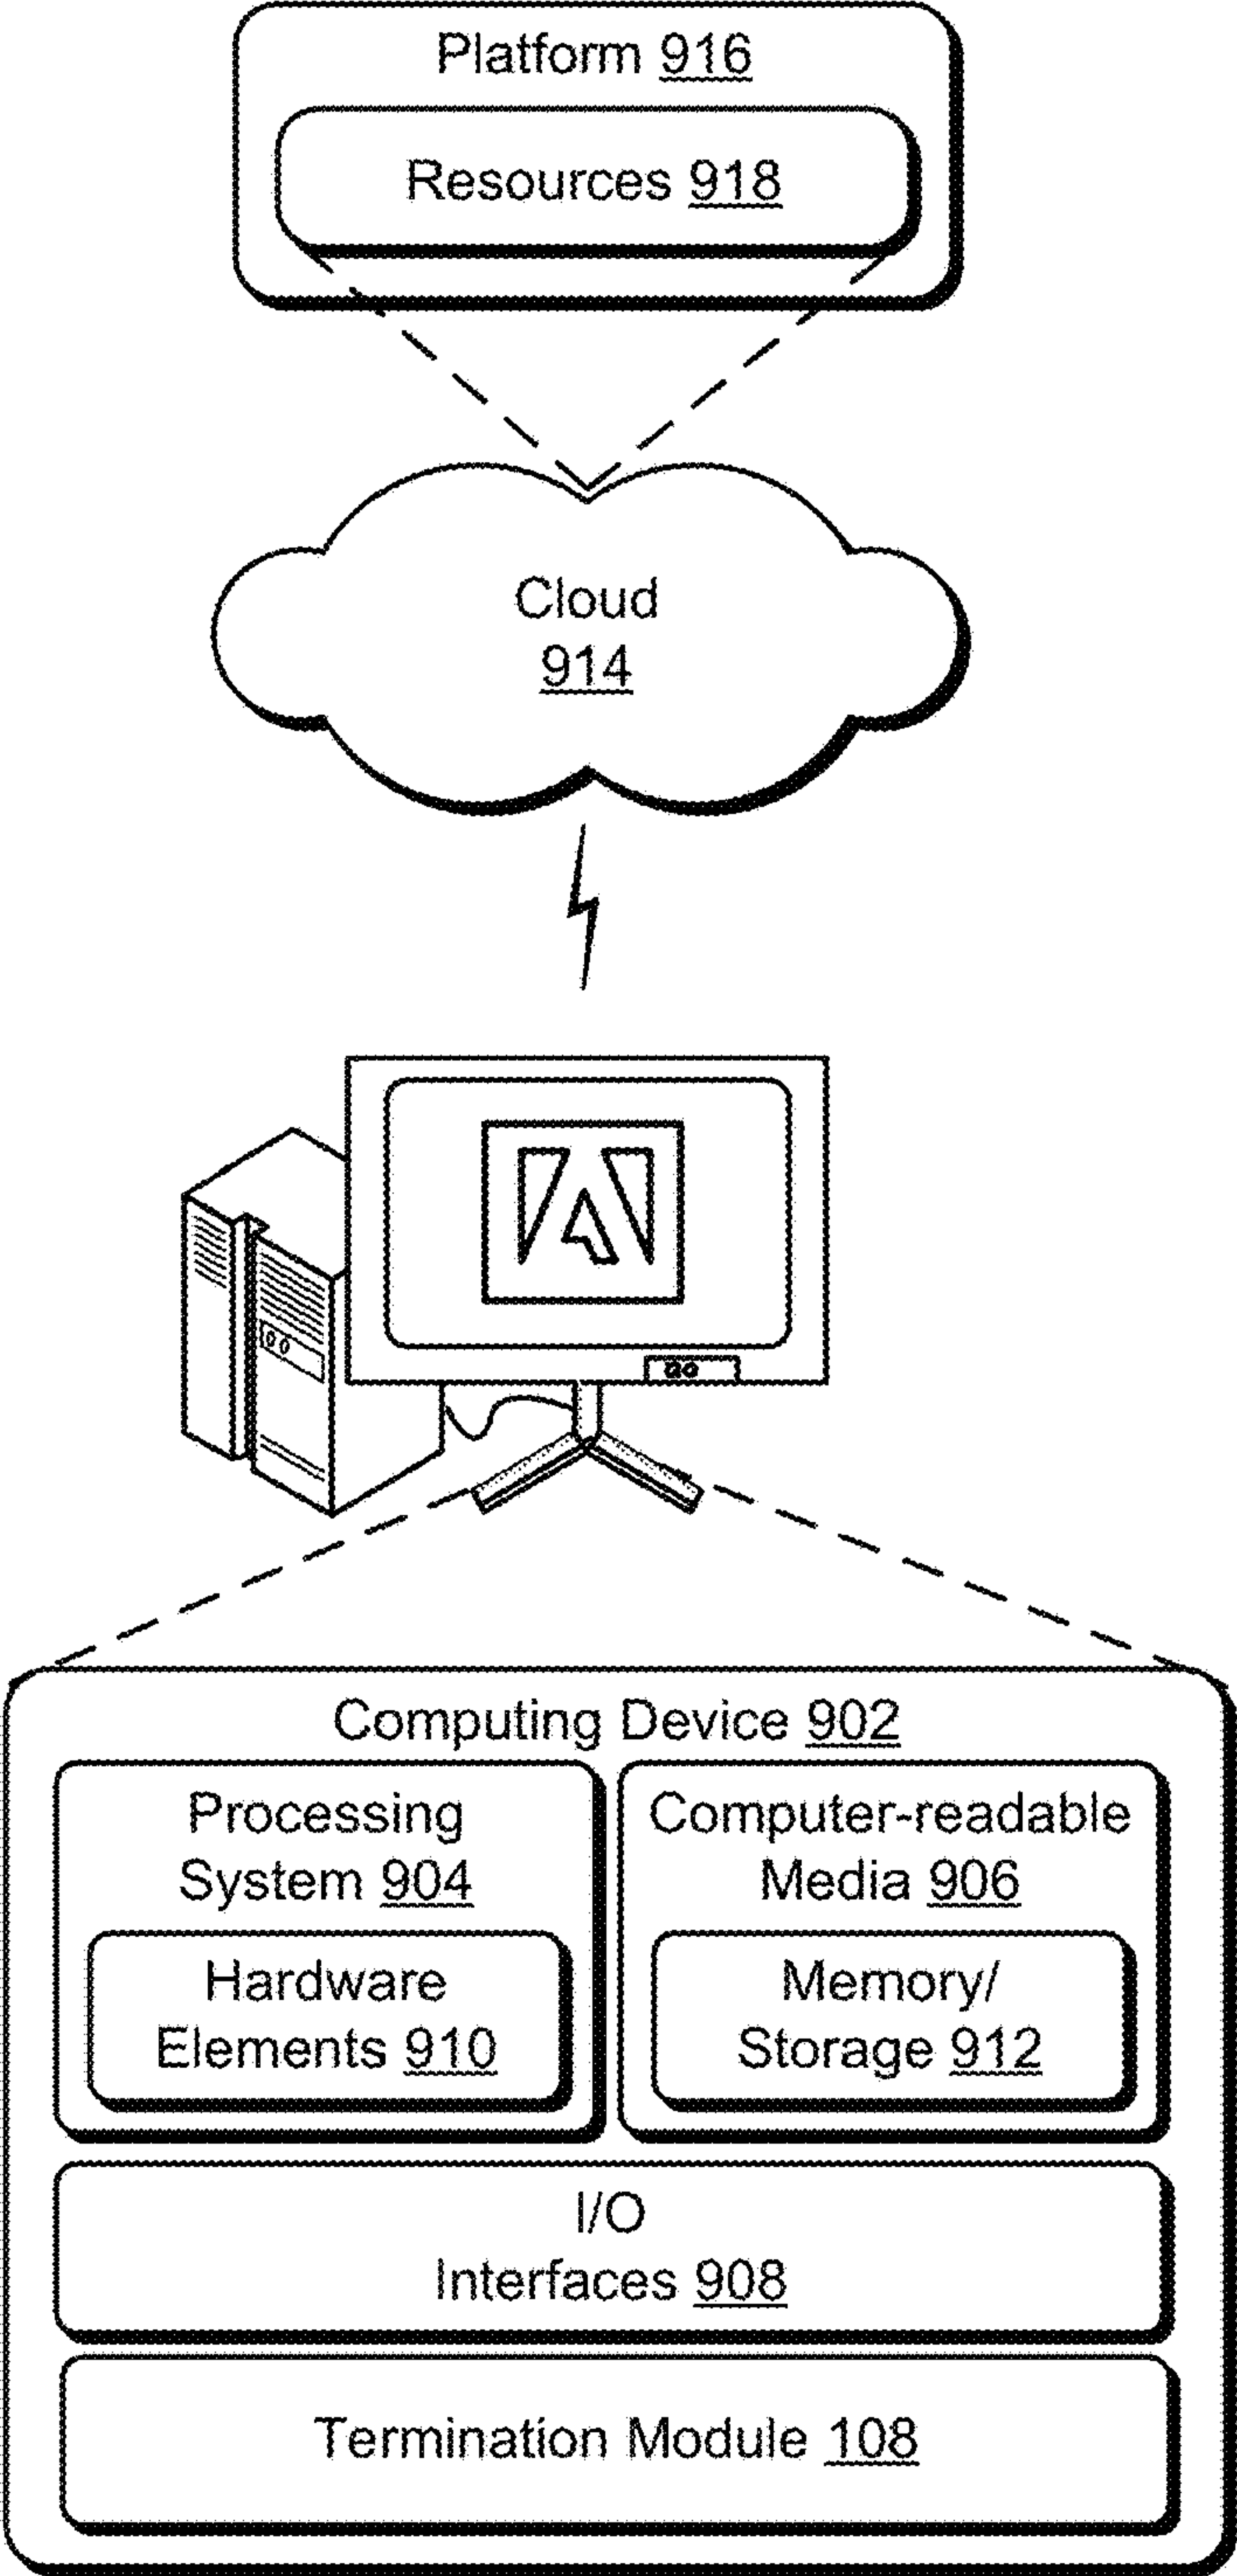 Platform 916
Resources 918
Cloud
914
Computing Device 902
Processing
System 904
Hardware
Elements 910
Computer-readable
Media 906
Memory/
Storage 912
I/O
Interfaces 908
Termination Module 108